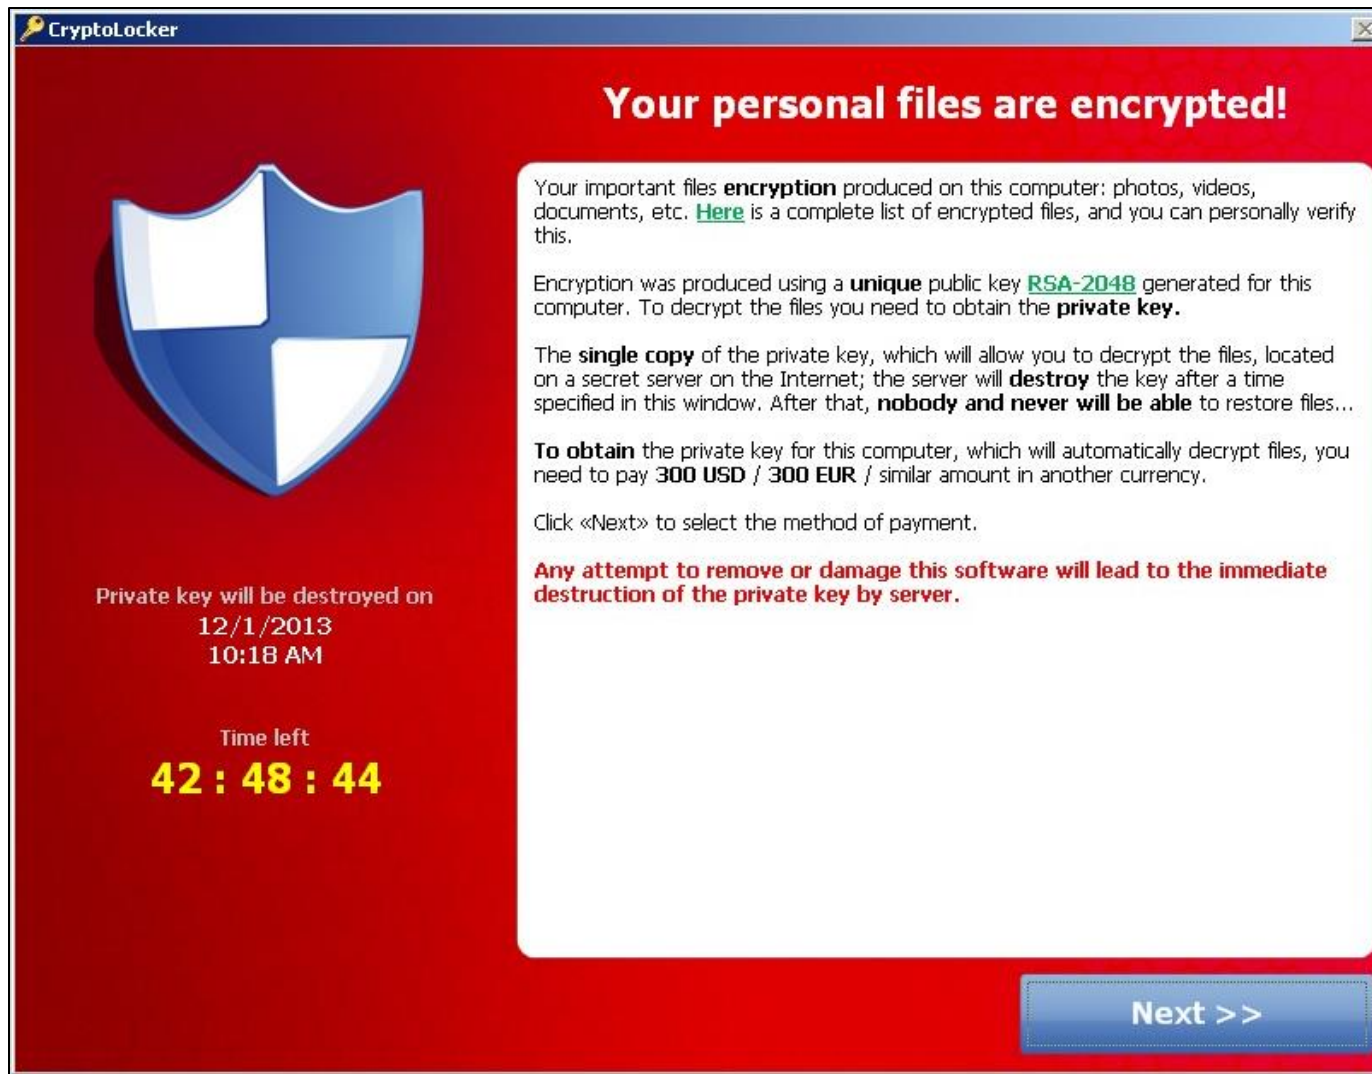 CryptoLocker
Your personal files are encrypted!
Your important files encryption produced on this computer: photos, videos,
documents, etc. Here is a complete list of encrypted files, and you can personally verify
this.
Encryption was produced using a unique public key RSA-2048 generated for this
computer. To decrypt the files you need to obtain the private key.
The single copy of the private key, which will allow you to decrypt the files, located
on a secret server on the Internet; the server will destroy the key after a time
specified in this window. After that, nobody and never will be able to restore files...
To obtain the private key for this computer, which will automatically decrypt files, you
need to pay 300 USD / 300 EUR / similar amount in another currency.
Click «Next» to select the method of payment.
Any attempt to remove or damage this software will lead to the immediate
destruction of the private key by server.
Private key will be destroyed on
12/1/2013
10:18 AM
Time left
42 : 48 : 44
Next >>